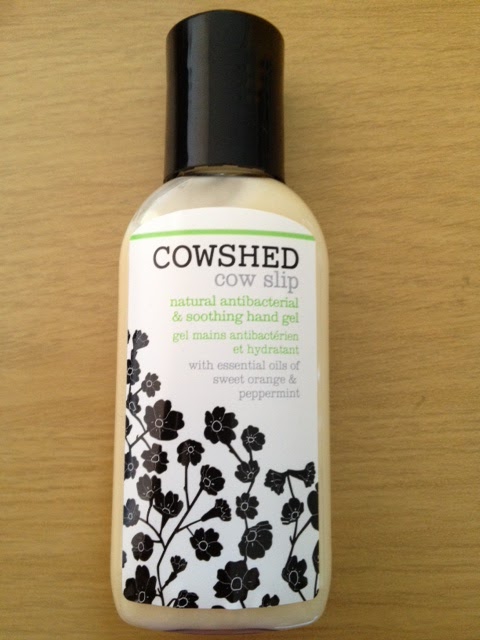 COWSHED
cow slip
natural antibacterial
& soothing hand gel
gel mains antibactérien
et hydratant
with essential oils of
sweet orange &
peppermint